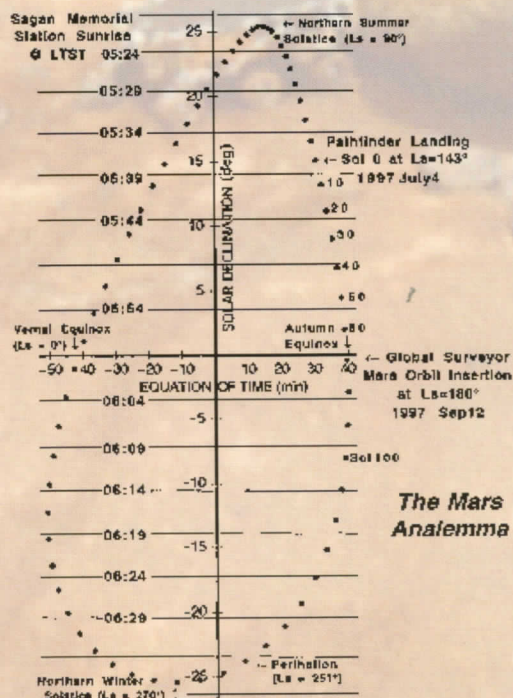 Sagan Memorial
Station Sunrise
@ LTST 05:24
25
← Northern Summer
Solstice (Ls = 90°)
05:29
20
05:34
Pathfinder Landing
15
← Sol 0 at Ls=143°
05:39
10
1997 July4
20
05:44
10
30
SOLAR DECLINATION (deg)
40
5
50
05:54
Vernal Equinox
(Ls = 0°)
Autumn
60
Equinox
← Global Surveyor
Mars Orbit Insertion
at Ls=180°
1997 Sep12
-50 -40 -30 -20 -10 10 20 30 40
EQUATION OF TIME (min)
06:04
-5
06:09
Sol100
-10
06:14
The Mars
Analemma
-15
06:19
06:24
-20
06:29
Perihelion
(Ls = 251°)
-25
Northern Winter
Solstice (Ls = 270°)